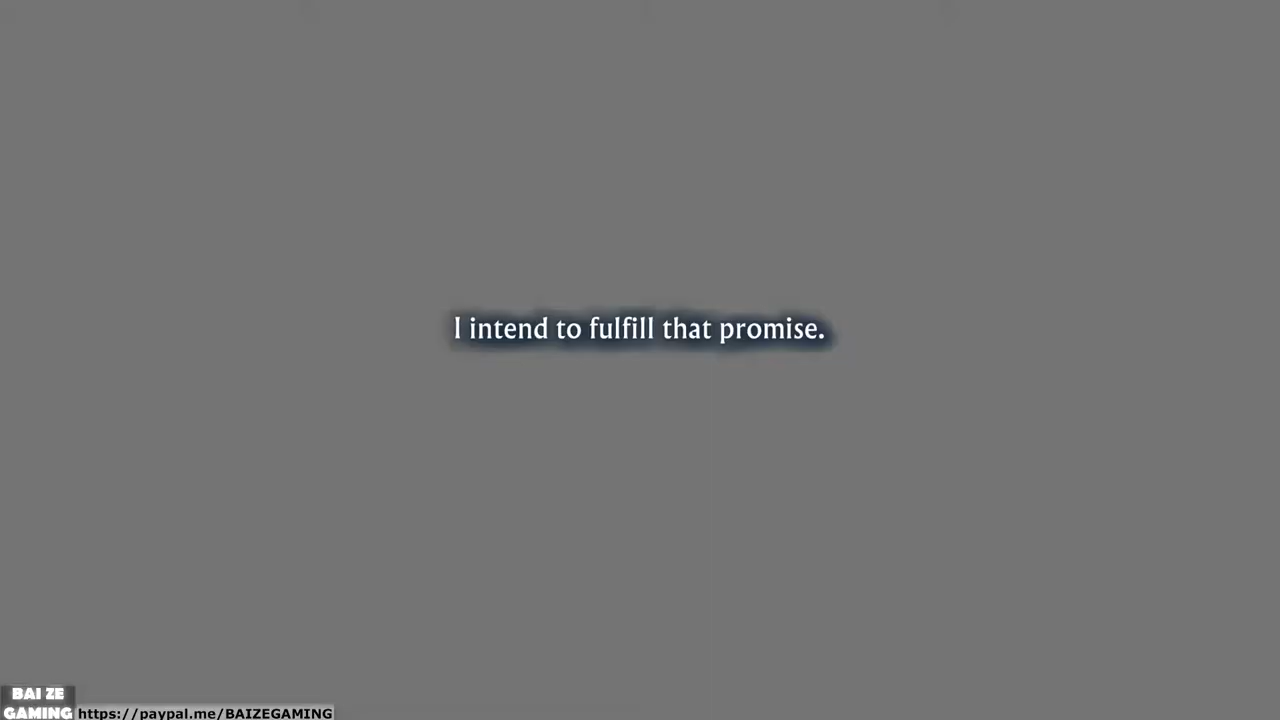 I intend to fulfill that promise.
BAI ZE
GAMING https://paypal.me/BAIZEGAMING